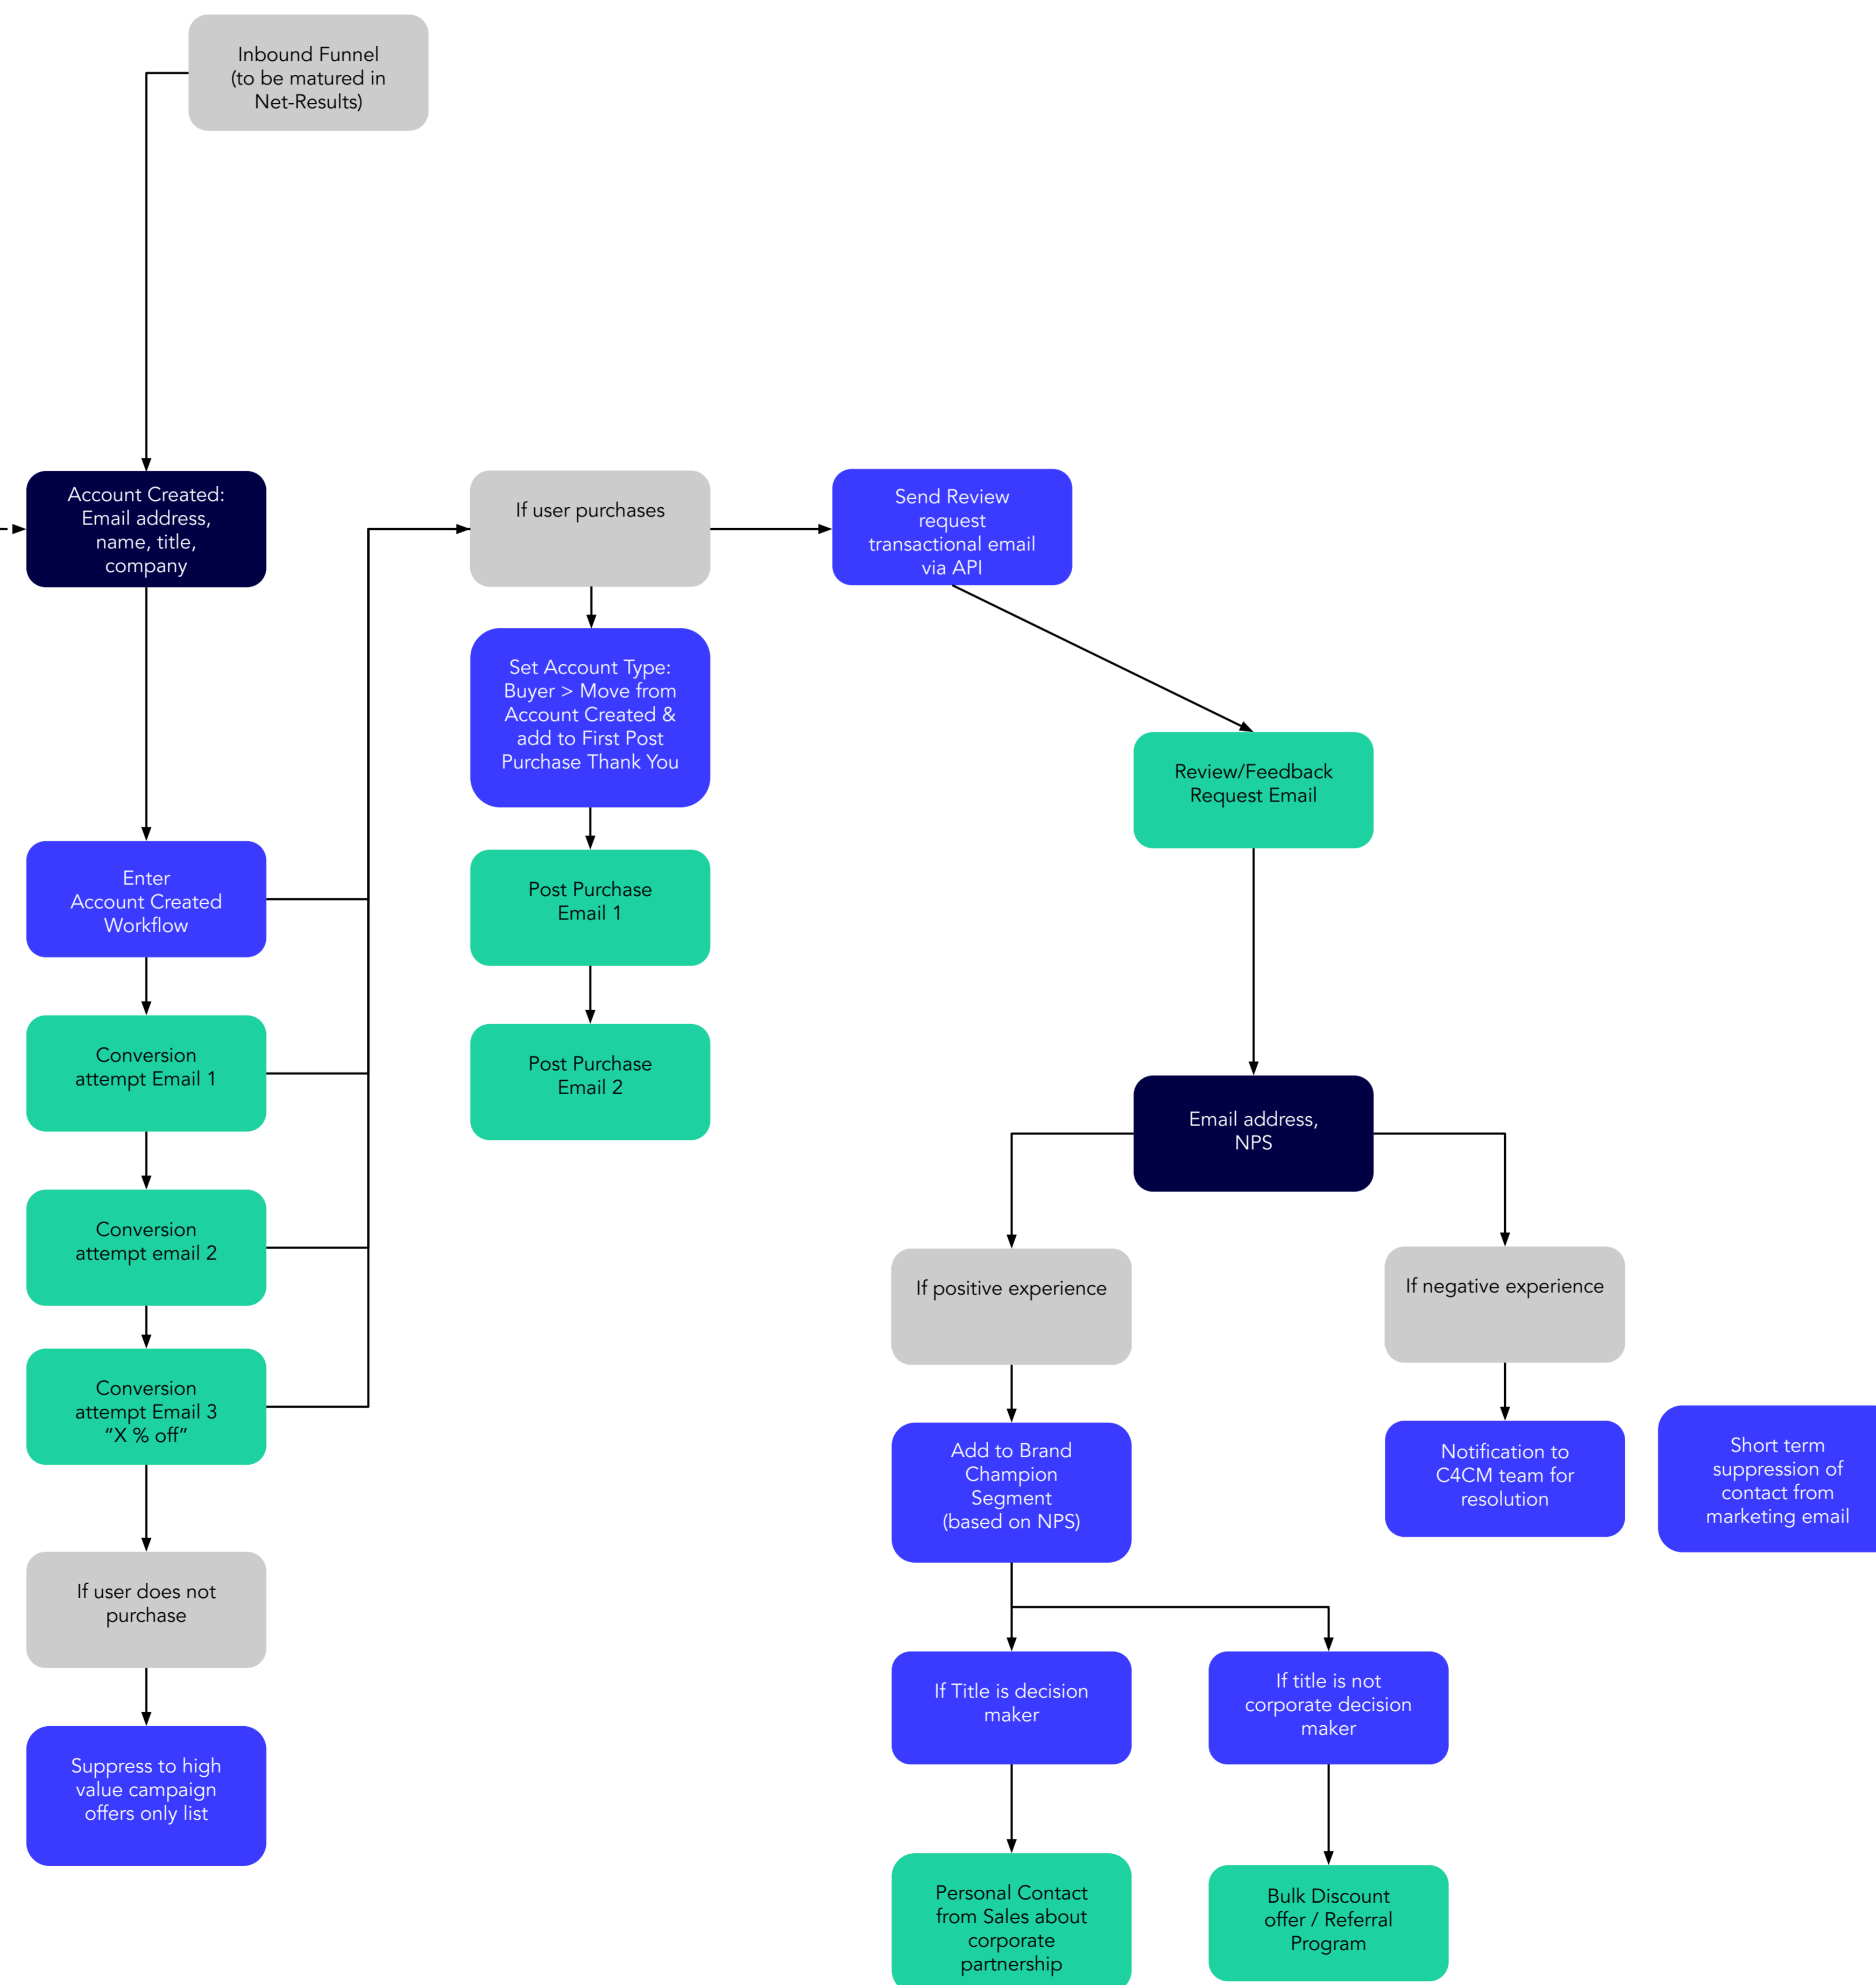 Inbound Funnel
(to be matured in
Net-Results)
Account Created:
Email address,
name, title,
company
If user purchases
Send Review
request
transactional email
via API
Set Account Type:
Buyer > Move from
Account Created &
add to First Post
Purchase Thank You
Review/Feedback
Request Email
Enter
Account Created
Workflow
Post Purchase
Email 1
Conversion
attempt Email 1
Post Purchase
Email 2
Email address,
NPS
Conversion
attempt email 2
If positive experience
If negative experience
Conversion
attempt Email 3
“X % off”
Add to Brand
Champion
Segment
(based on NPS)
Notification to
C4CM team for
resolution
Short term
suppression of
contact from
marketing email
If user does not
purchase
If Title is decision
maker
If title is not
corporate decision
maker
Suppress to high
value campaign
offers only list
Personal Contact
from Sales about
corporate
partnership
Bulk Discount
offer / Referral
Program